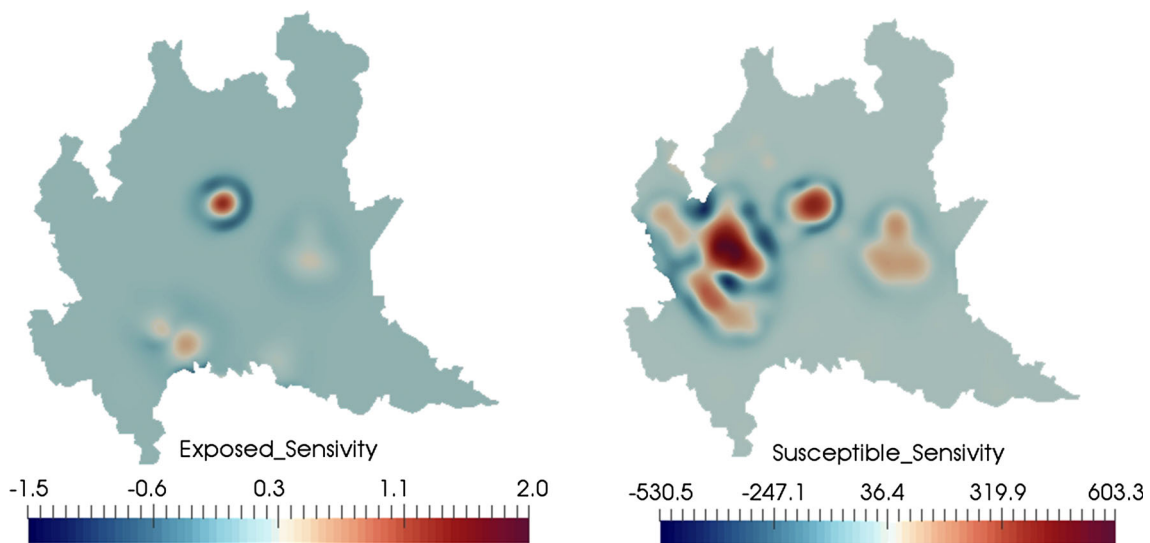 Exposed_Sensivity
-1.5 -0.6 0.3 1.1 2.0
Susceptible_Sensivity
-530.5 -247.1 36.4 319.9 603.3